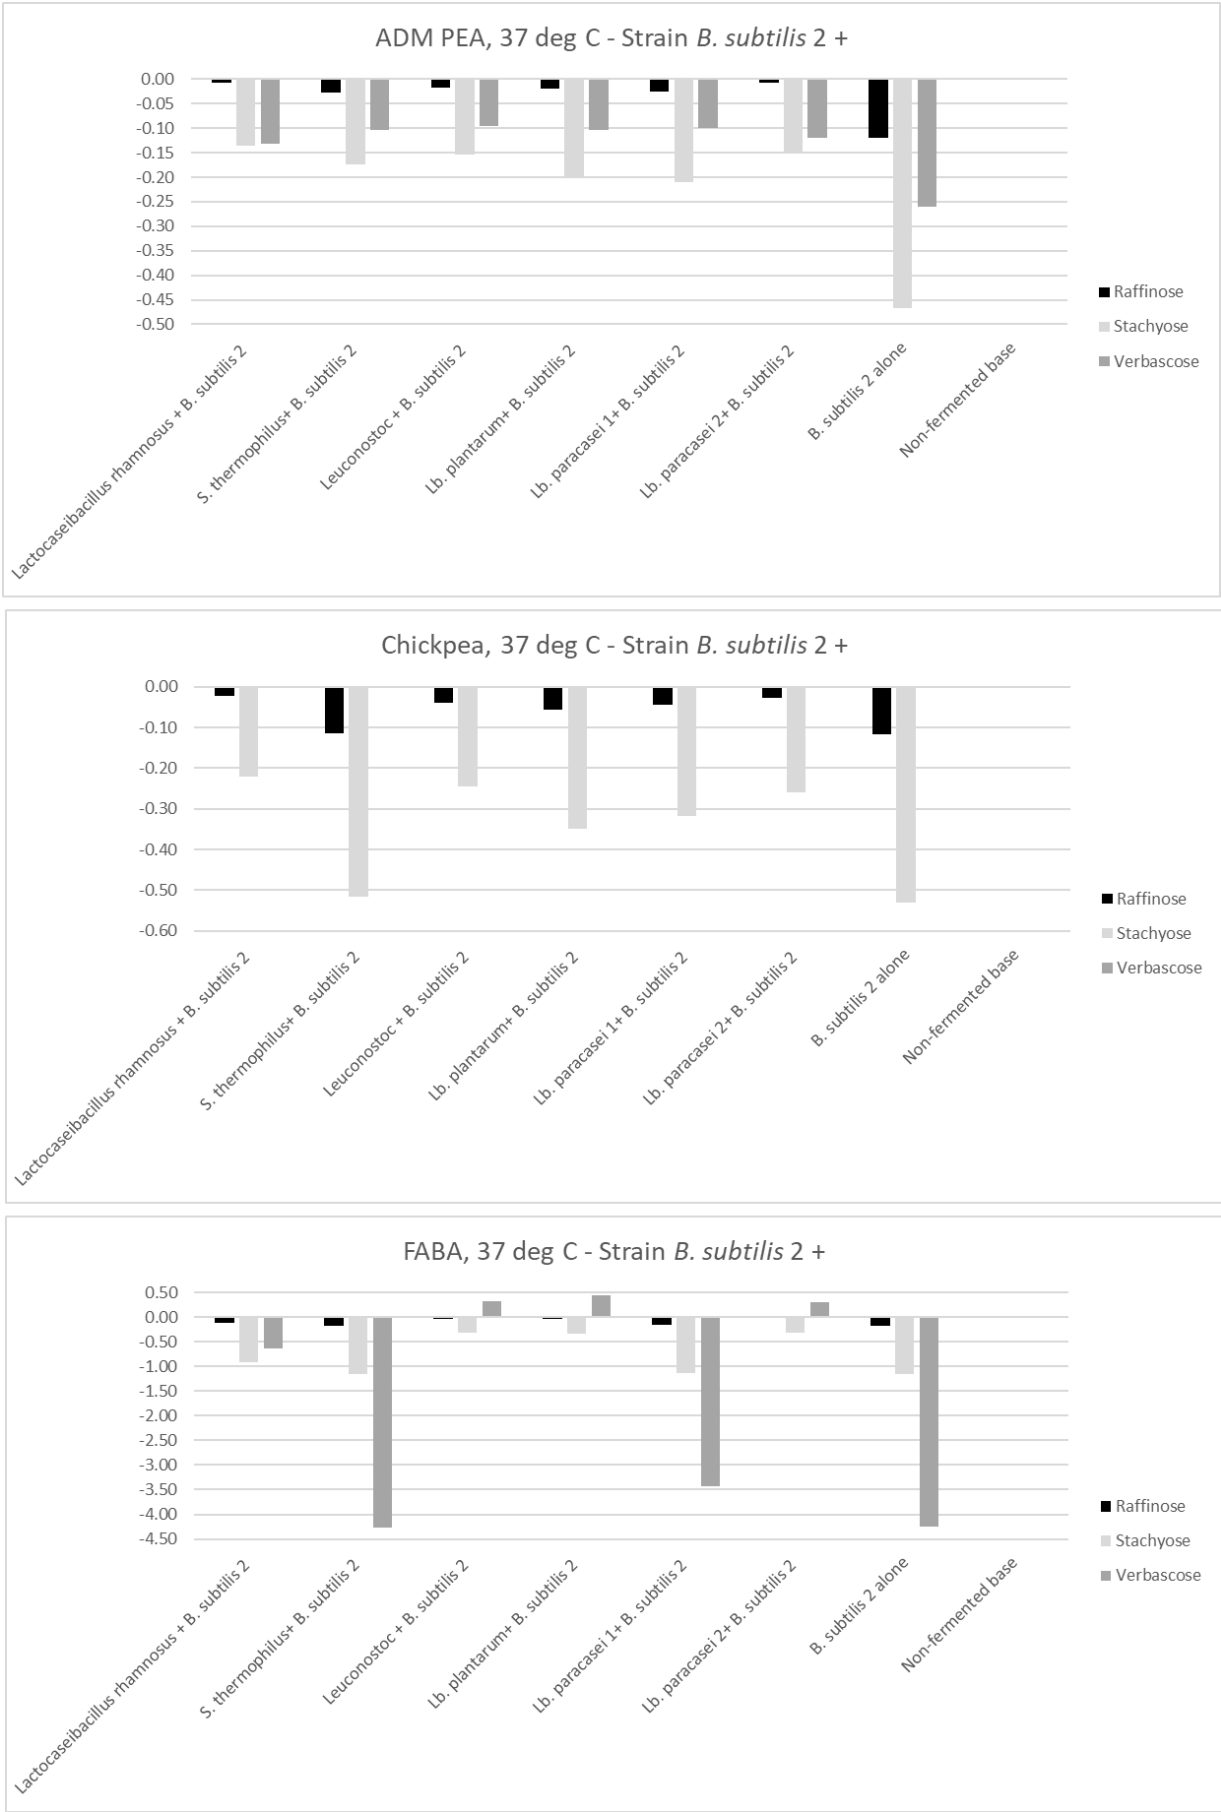 ADM PEA, 37 deg C - Strain B. subtilis 2 +
0.00
-0.05
-0.10
-0.15
-0.20
-0.25
-0.30
-0.35
-0.40
-0.45
-0.50
Raffinose
Stachyose
Verbascose
Lactocaseibacillus rhamnosus + B. subtilis 2
S. thermophilus+ B. subtilis 2
Leuconostoc + B. subtilis 2
Lb. plantarum+ B. subtilis 2
Lb. paracasei 1+ B. subtilis 2
Lb. paracasei 2+ B. subtilis 2
B. subtilis 2 alone
Non-fermented base
Chickpea, 37 deg C - Strain B. subtilis 2 +
0.00
-0.10
-0.20
-0.30
-0.40
-0.50
-0.60
Raffinose
Stachyose
Verbascose
Lactocaseibacillus rhamnosus + B. subtilis 2
S. thermophilus+ B. subtilis 2
Leuconostoc + B. subtilis 2
Lb. plantarum+ B. subtilis 2
Lb. paracasei 1+ B. subtilis 2
Lb. paracasei 2+ B. subtilis 2
B. subtilis 2 alone
Non-fermented base
FABA, 37 deg C - Strain B. subtilis 2 +
0.50
0.00
-0.50
-1.00
-1.50
-2.00
-2.50
-3.00
-3.50
-4.00
-4.50
Raffinose
Stachyose
Verbascose
Lactocaseibacillus rhamnosus + B. subtilis 2
S. thermophilus+ B. subtilis 2
Leuconostoc + B. subtilis 2
Lb. plantarum+ B. subtilis 2
Lb. paracasei 1+ B. subtilis 2
Lb. paracasei 2+ B. subtilis 2
B. subtilis 2 alone
Non-fermented base